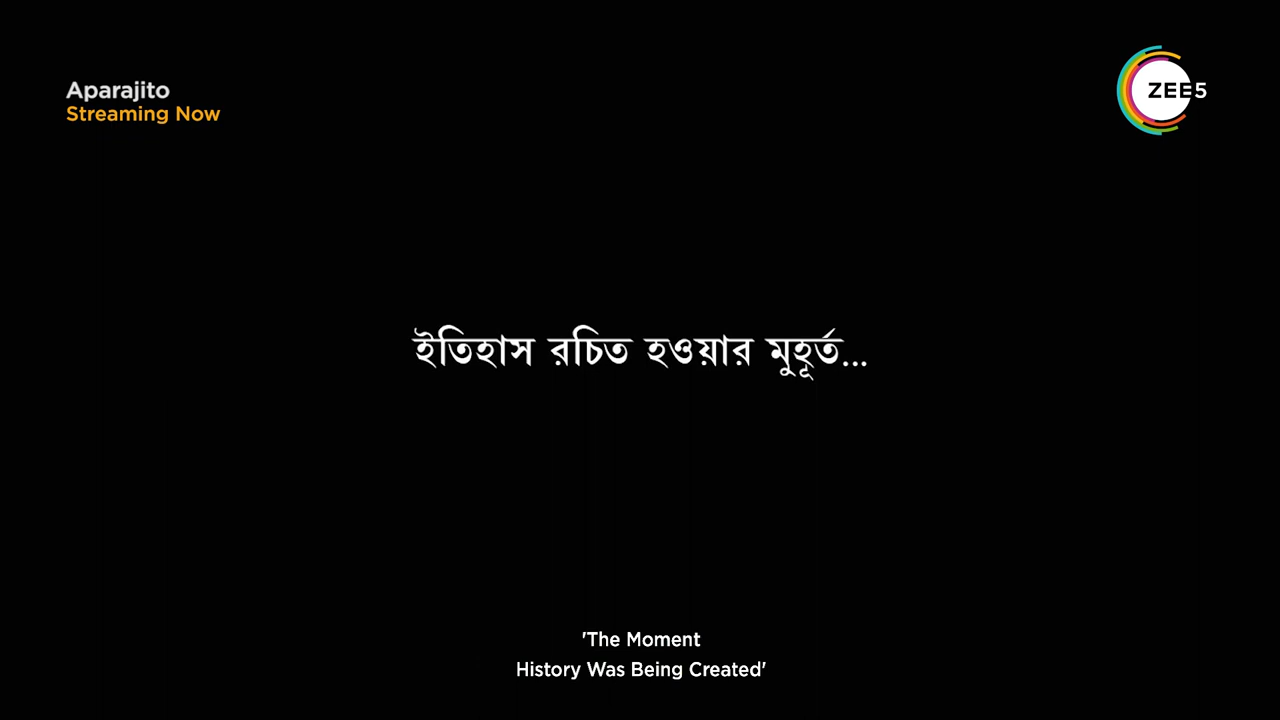 Aparajito
Streaming Now
ZEE5
ইতিহাস রচিত হওয়ার মুহূর্ত...
'The Moment
History Was Being Created'